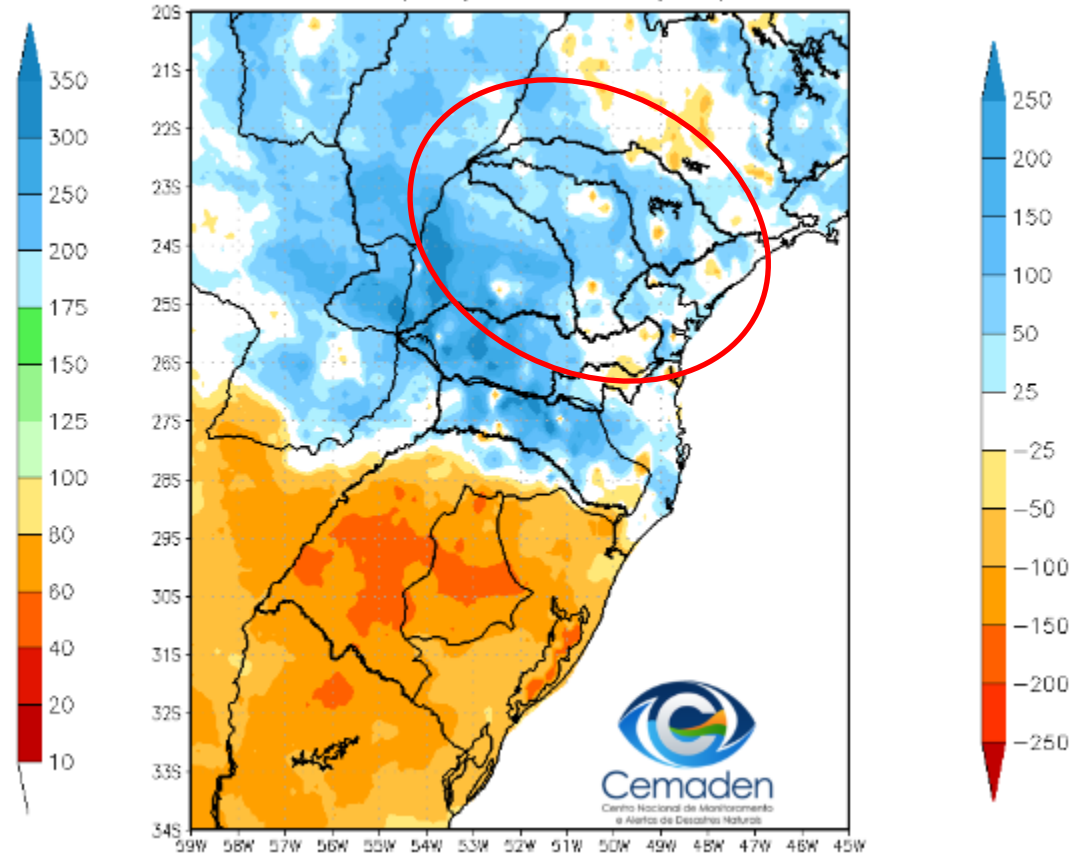 350
300
250
200
175
150
125
100
80
60
40
20
10
20S
21S
22S
23S
24S
25S
26S
27S
28S
29S
30S
31S
32S
33S
34S
59W 58W 57W 56W 55W 54W 53W 52W 51W 50W 49W 48W 47W 46W 45W
Cemaden
Centro Nacional de Monitoramento
e Alertas de Desastres Naturais
250
200
150
100
50
25
−25
−50
−100
−150
−200
−250